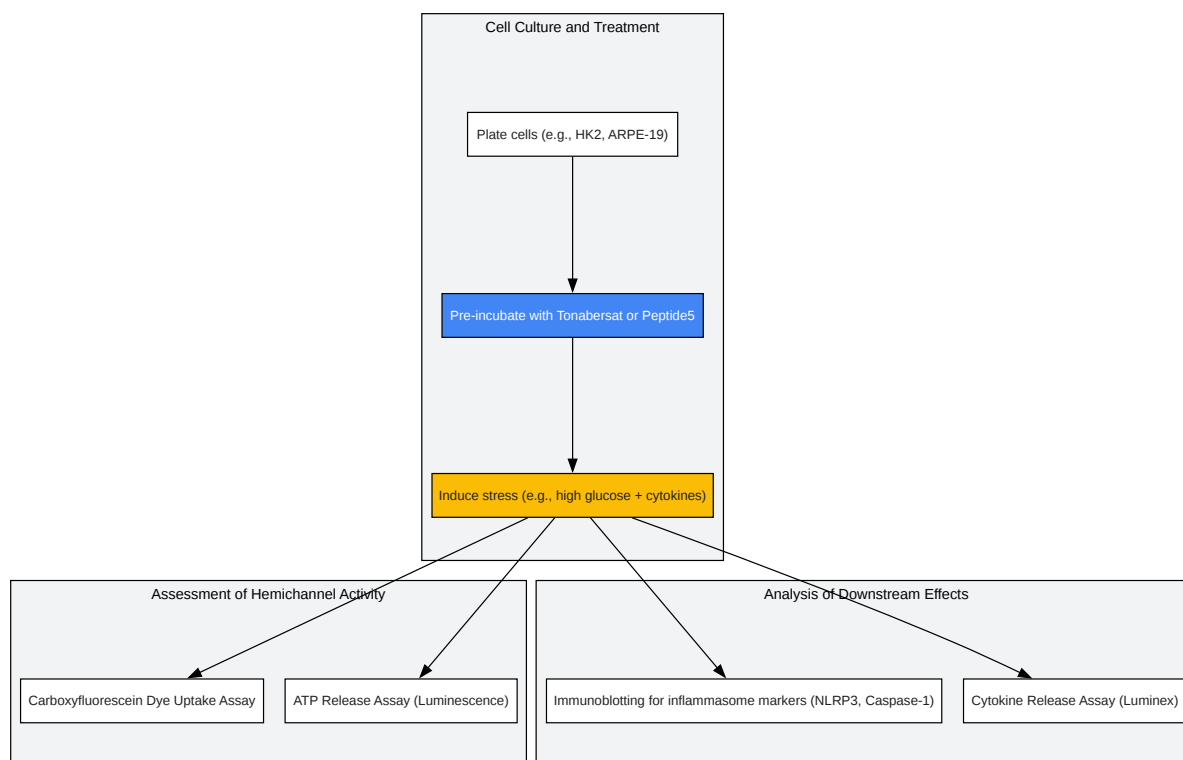 Cell Culture and Treatment
Plate cells (e.g., HK2, ARPE-19)
Pre-incubate with Tonabersat or Peptide5
Induce stress (e.g., high glucose + cytokines)
Assessment of Hemichannel Activity
Carboxyfluorescein Dye Uptake Assay
ATP Release Assay (Luminescence)
Analysis of Downstream Effects
Immunoblotting for inflammasome markers (NLRP3, Caspase-1)
Cytokine Release Assay (Luminex)